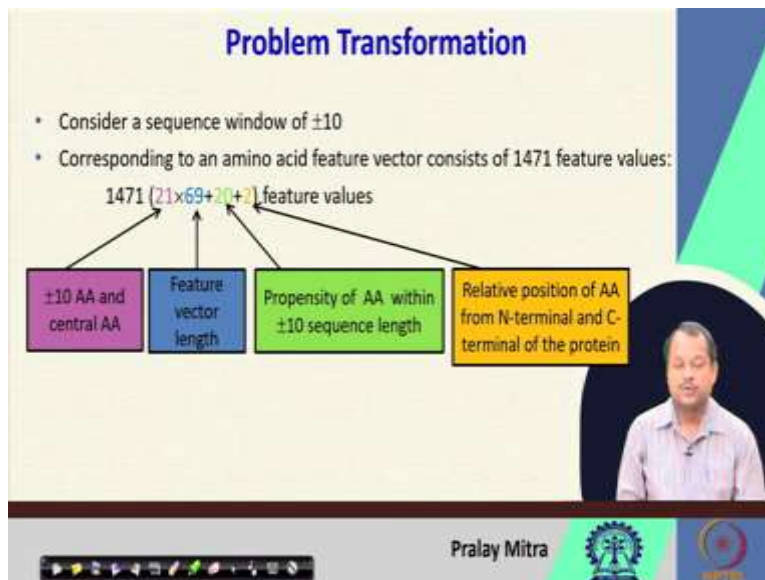 Problem Transformation
• Consider a sequence window of ±10
• Corresponding to an amino acid feature vector consists of 1471 feature values:
1471 (21×69+20+2) feature values
±10 AA and
central AA
Feature
vector
length
Propensity of AA within
±10 sequence length
Relative position of AA
from N-terminal and C-
terminal of the protein
Pralay Mitra